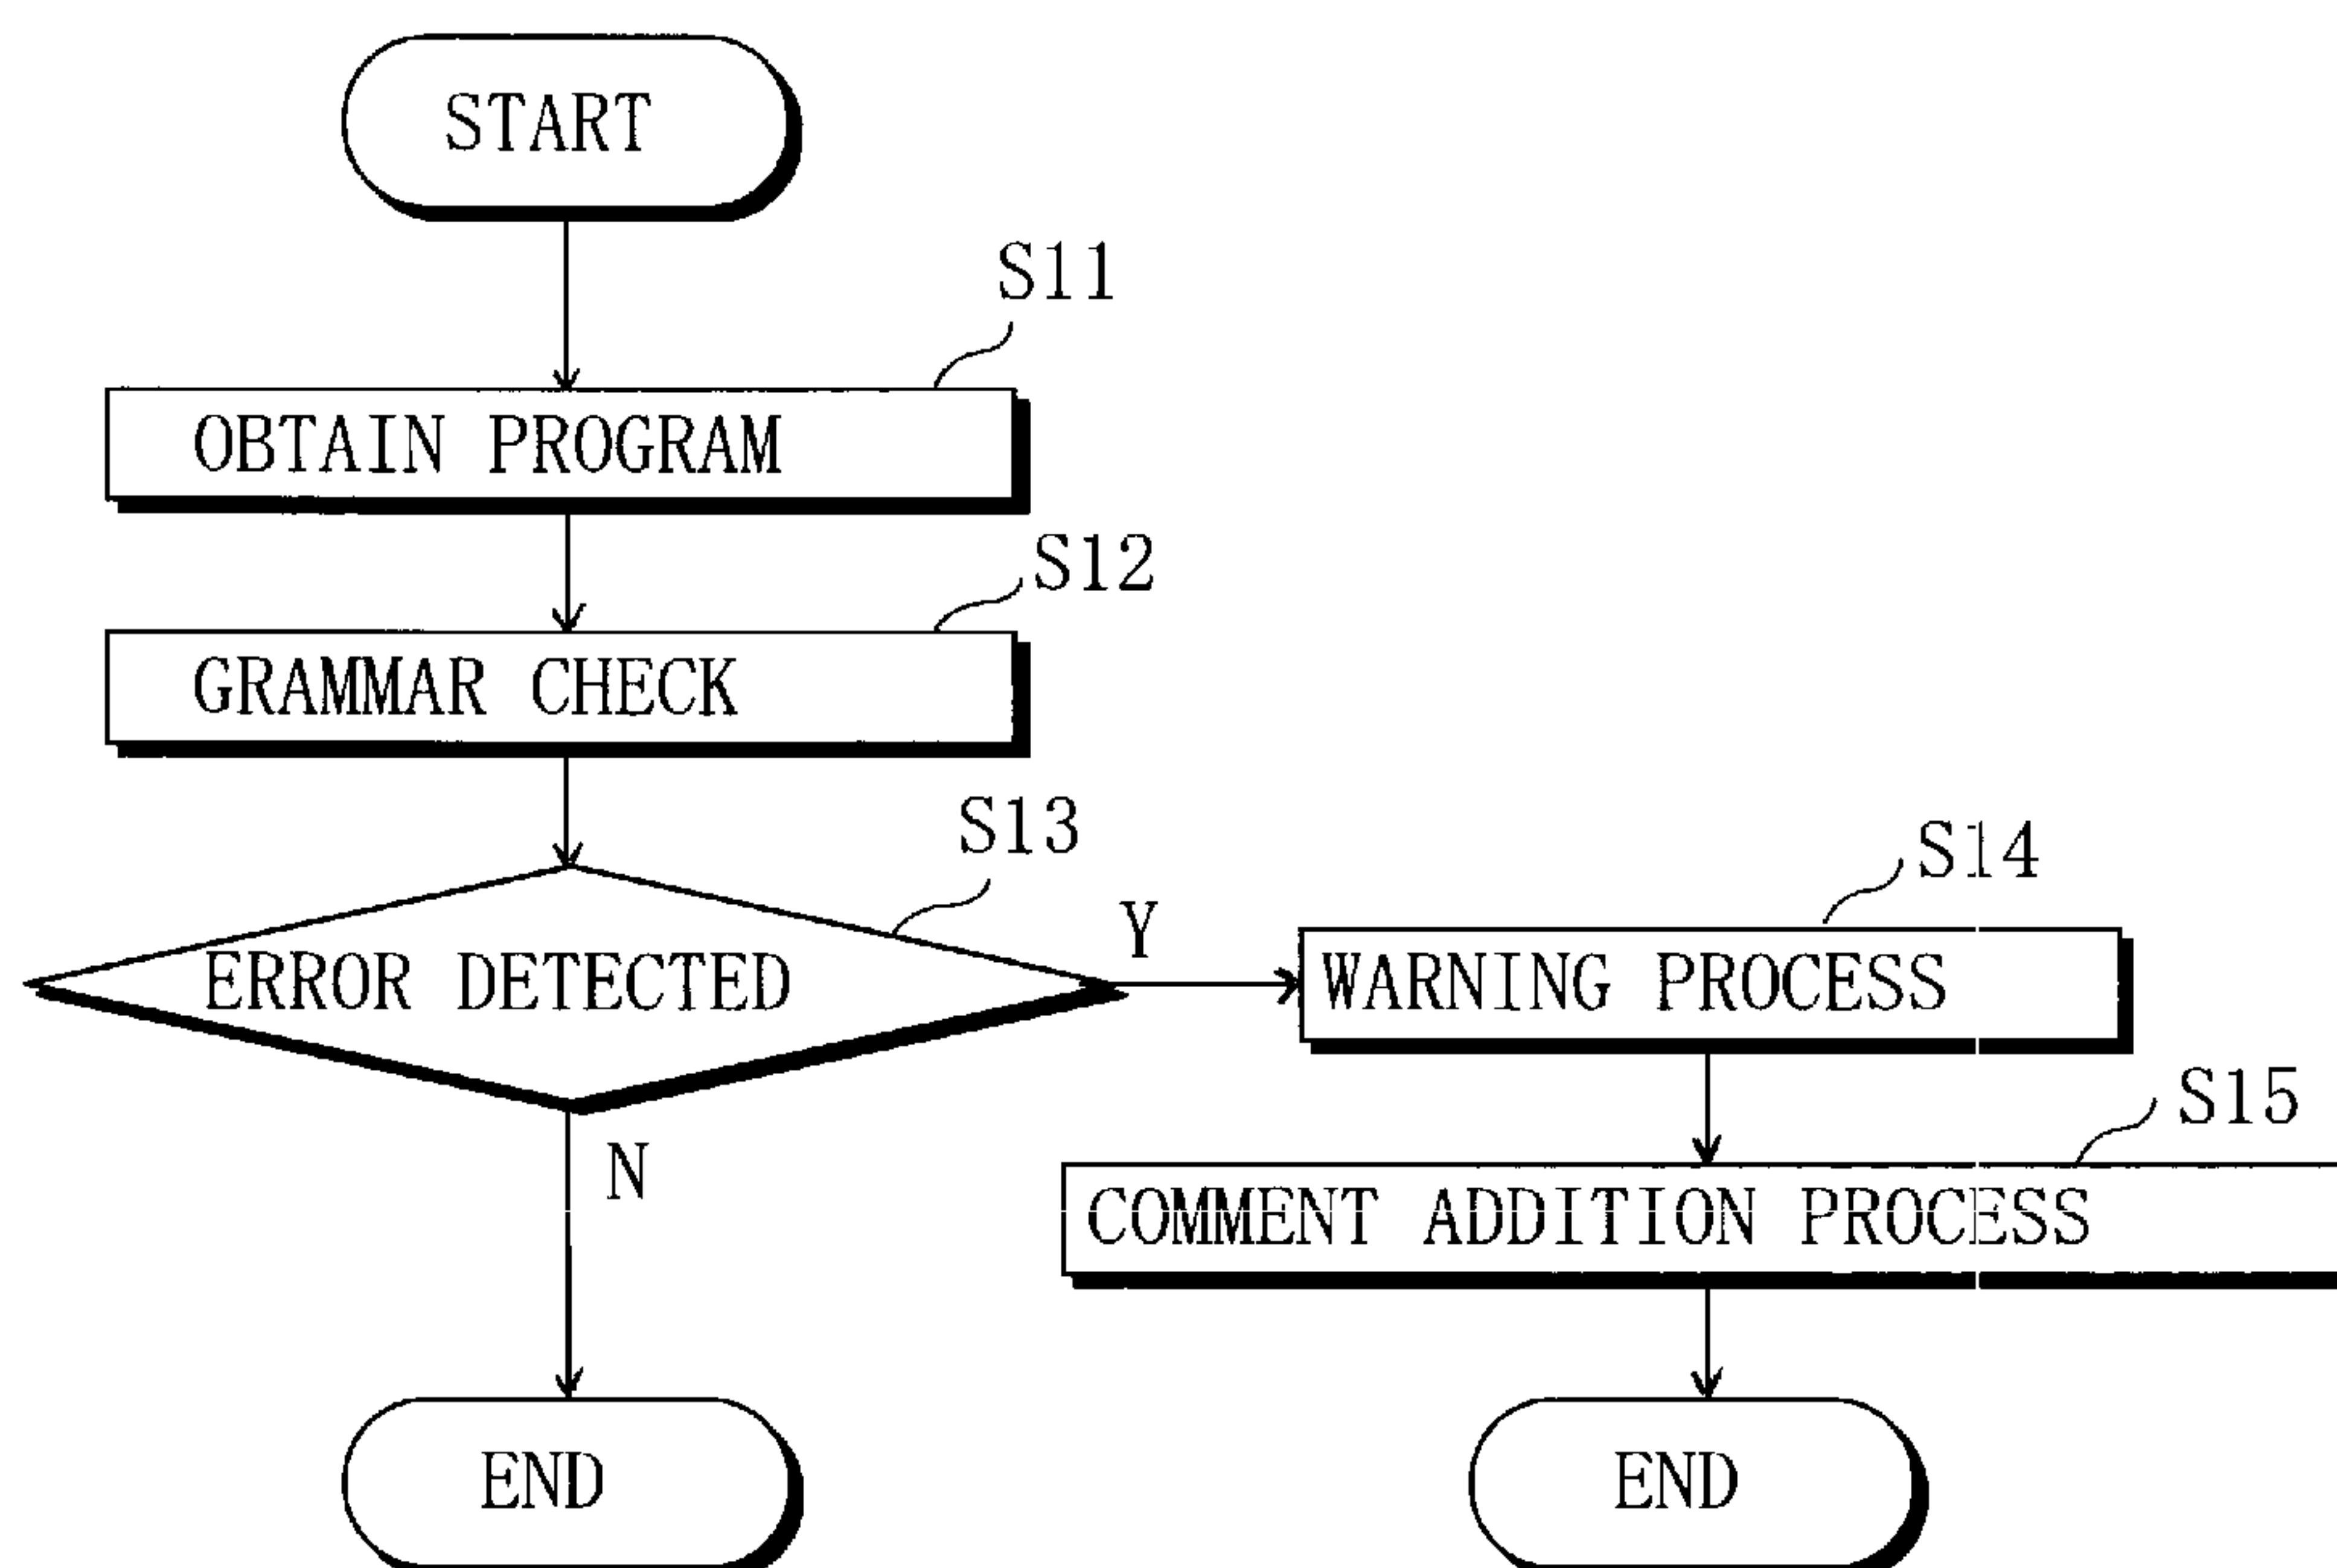 START
S11
OBTAIN PROGRAM
S12
GRAMMAR CHECK
S13
ERROR DETECTED
Y
S14
WARNING PROCESS
S15
N
COMMENT ADDITION PROCESS
END
END